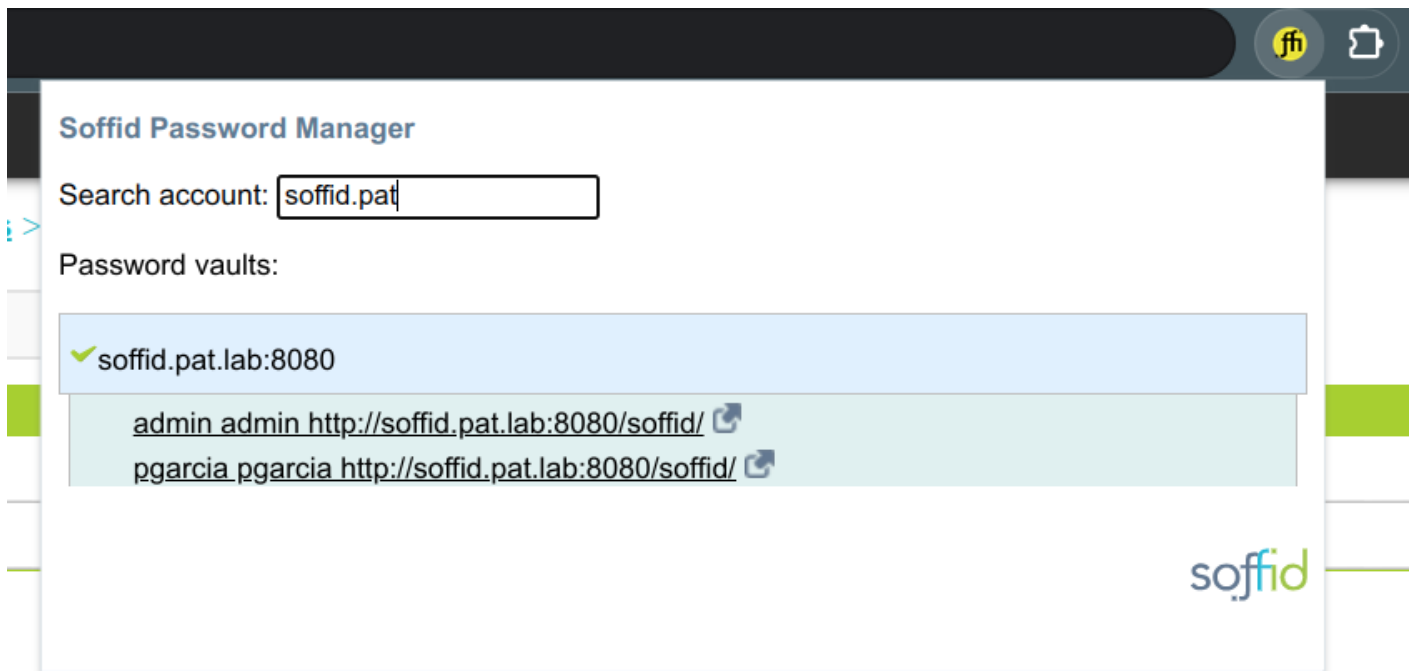 Soffid Password Manager
Search account: soffid.pat
s >
Password vaults:
soffid.pat.lab:8080
admin admin http://soffid.pat.lab:8080/soffid/
pgarcia pgarcia http://soffid.pat.lab:8080/soffid/
soffid